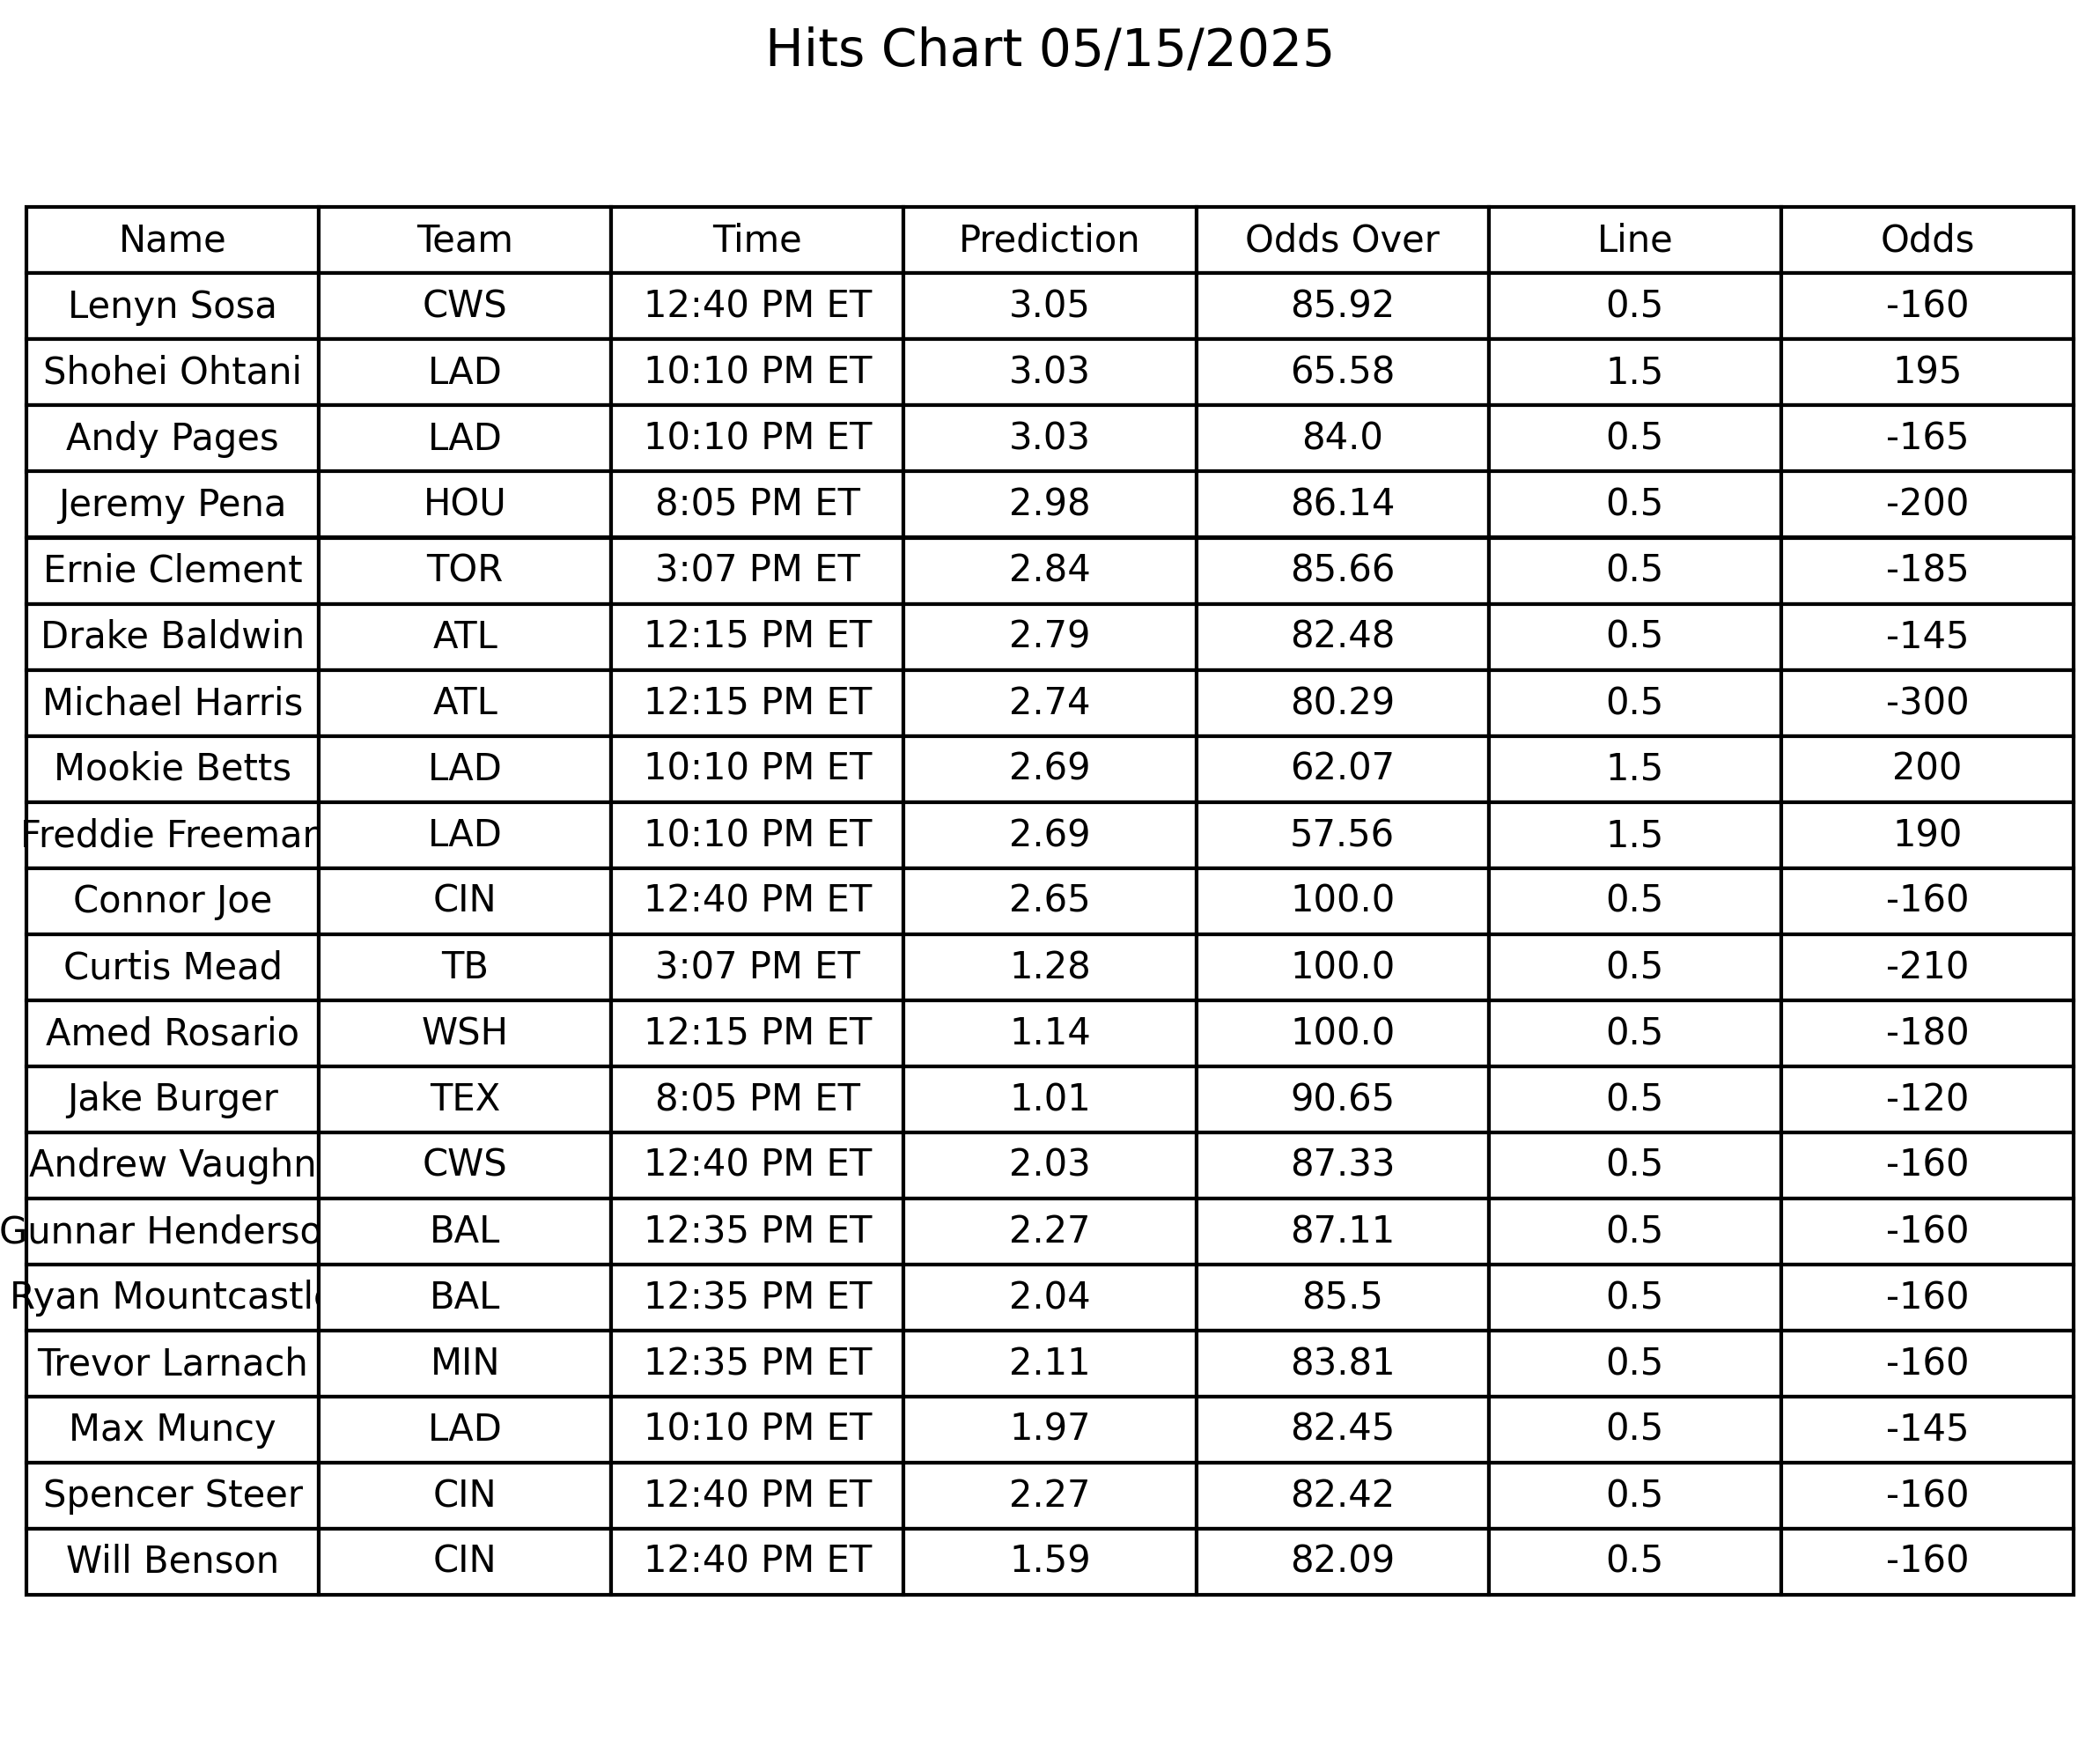 Hits Chart 05/15/2025
Name Team Time Prediction Odds Over Line Odds
Lenyn Sosa CWS 12:40 PM ET 3.05 85.92 0.5 -160
Shohei Ohtani LAD 10:10 PM ET 3.03 65.58 1.5 195
Andy Pages LAD 10:10 PM ET 3.03 84.0 0.5 -165
Jeremy Pena HOU 8:05 PM ET 2.98 86.14 0.5 -200
Ernie Clement TOR 3:07 PM ET 2.84 85.66 0.5 -185
Drake Baldwin ATL 12:15 PM ET 2.79 82.48 0.5 -145
Michael Harris ATL 12:15 PM ET 2.74 80.29 0.5 -300
Mookie Betts LAD 10:10 PM ET 2.69 62.07 1.5 200
Freddie Freeman LAD 10:10 PM ET 2.69 57.56 1.5 190
Connor Joe CIN 12:40 PM ET 2.65 100.0 0.5 -160
Curtis Mead TB 3:07 PM ET 1.28 100.0 0.5 -210
Amed Rosario WSH 12:15 PM ET 1.14 100.0 0.5 -180
Jake Burger TEX 8:05 PM ET 1.01 90.65 0.5 -120
Andrew Vaughn CWS 12:40 PM ET 2.03 87.33 0.5 -160
Gunnar Henderso BAL 12:35 PM ET 2.27 87.11 0.5 -160
Ryan Mountcastle BAL 12:35 PM ET 2.04 85.5 0.5 -160
Trevor Larnach MIN 12:35 PM ET 2.11 83.81 0.5 -160
Max Muncy LAD 10:10 PM ET 1.97 82.45 0.5 -145
Spencer Steer CIN 12:40 PM ET 2.27 82.42 0.5 -160
Will Benson CIN 12:40 PM ET 1.59 82.09 0.5 -160